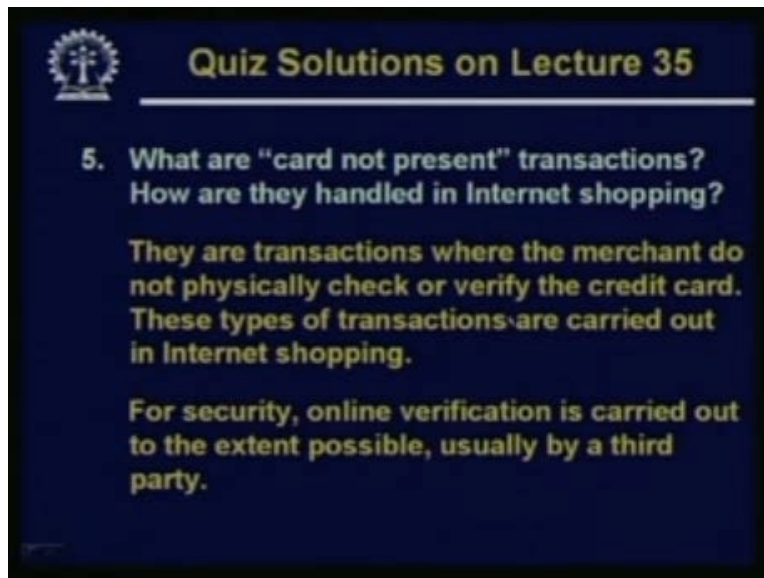 Quiz Solutions on Lecture 35
5. What are “card not present” transactions?
How are they handled in Internet shopping?
They are transactions where the merchant do
not physically check or verify the credit card.
These types of transactions are carried out
in Internet shopping.
For security, online verification is carried out
to the extent possible, usually by a third
party.